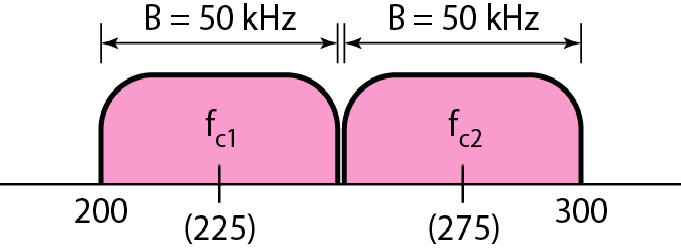 B = 50 kHz B = 50 kHz
fc1 fc2
200 (225) (275) 300